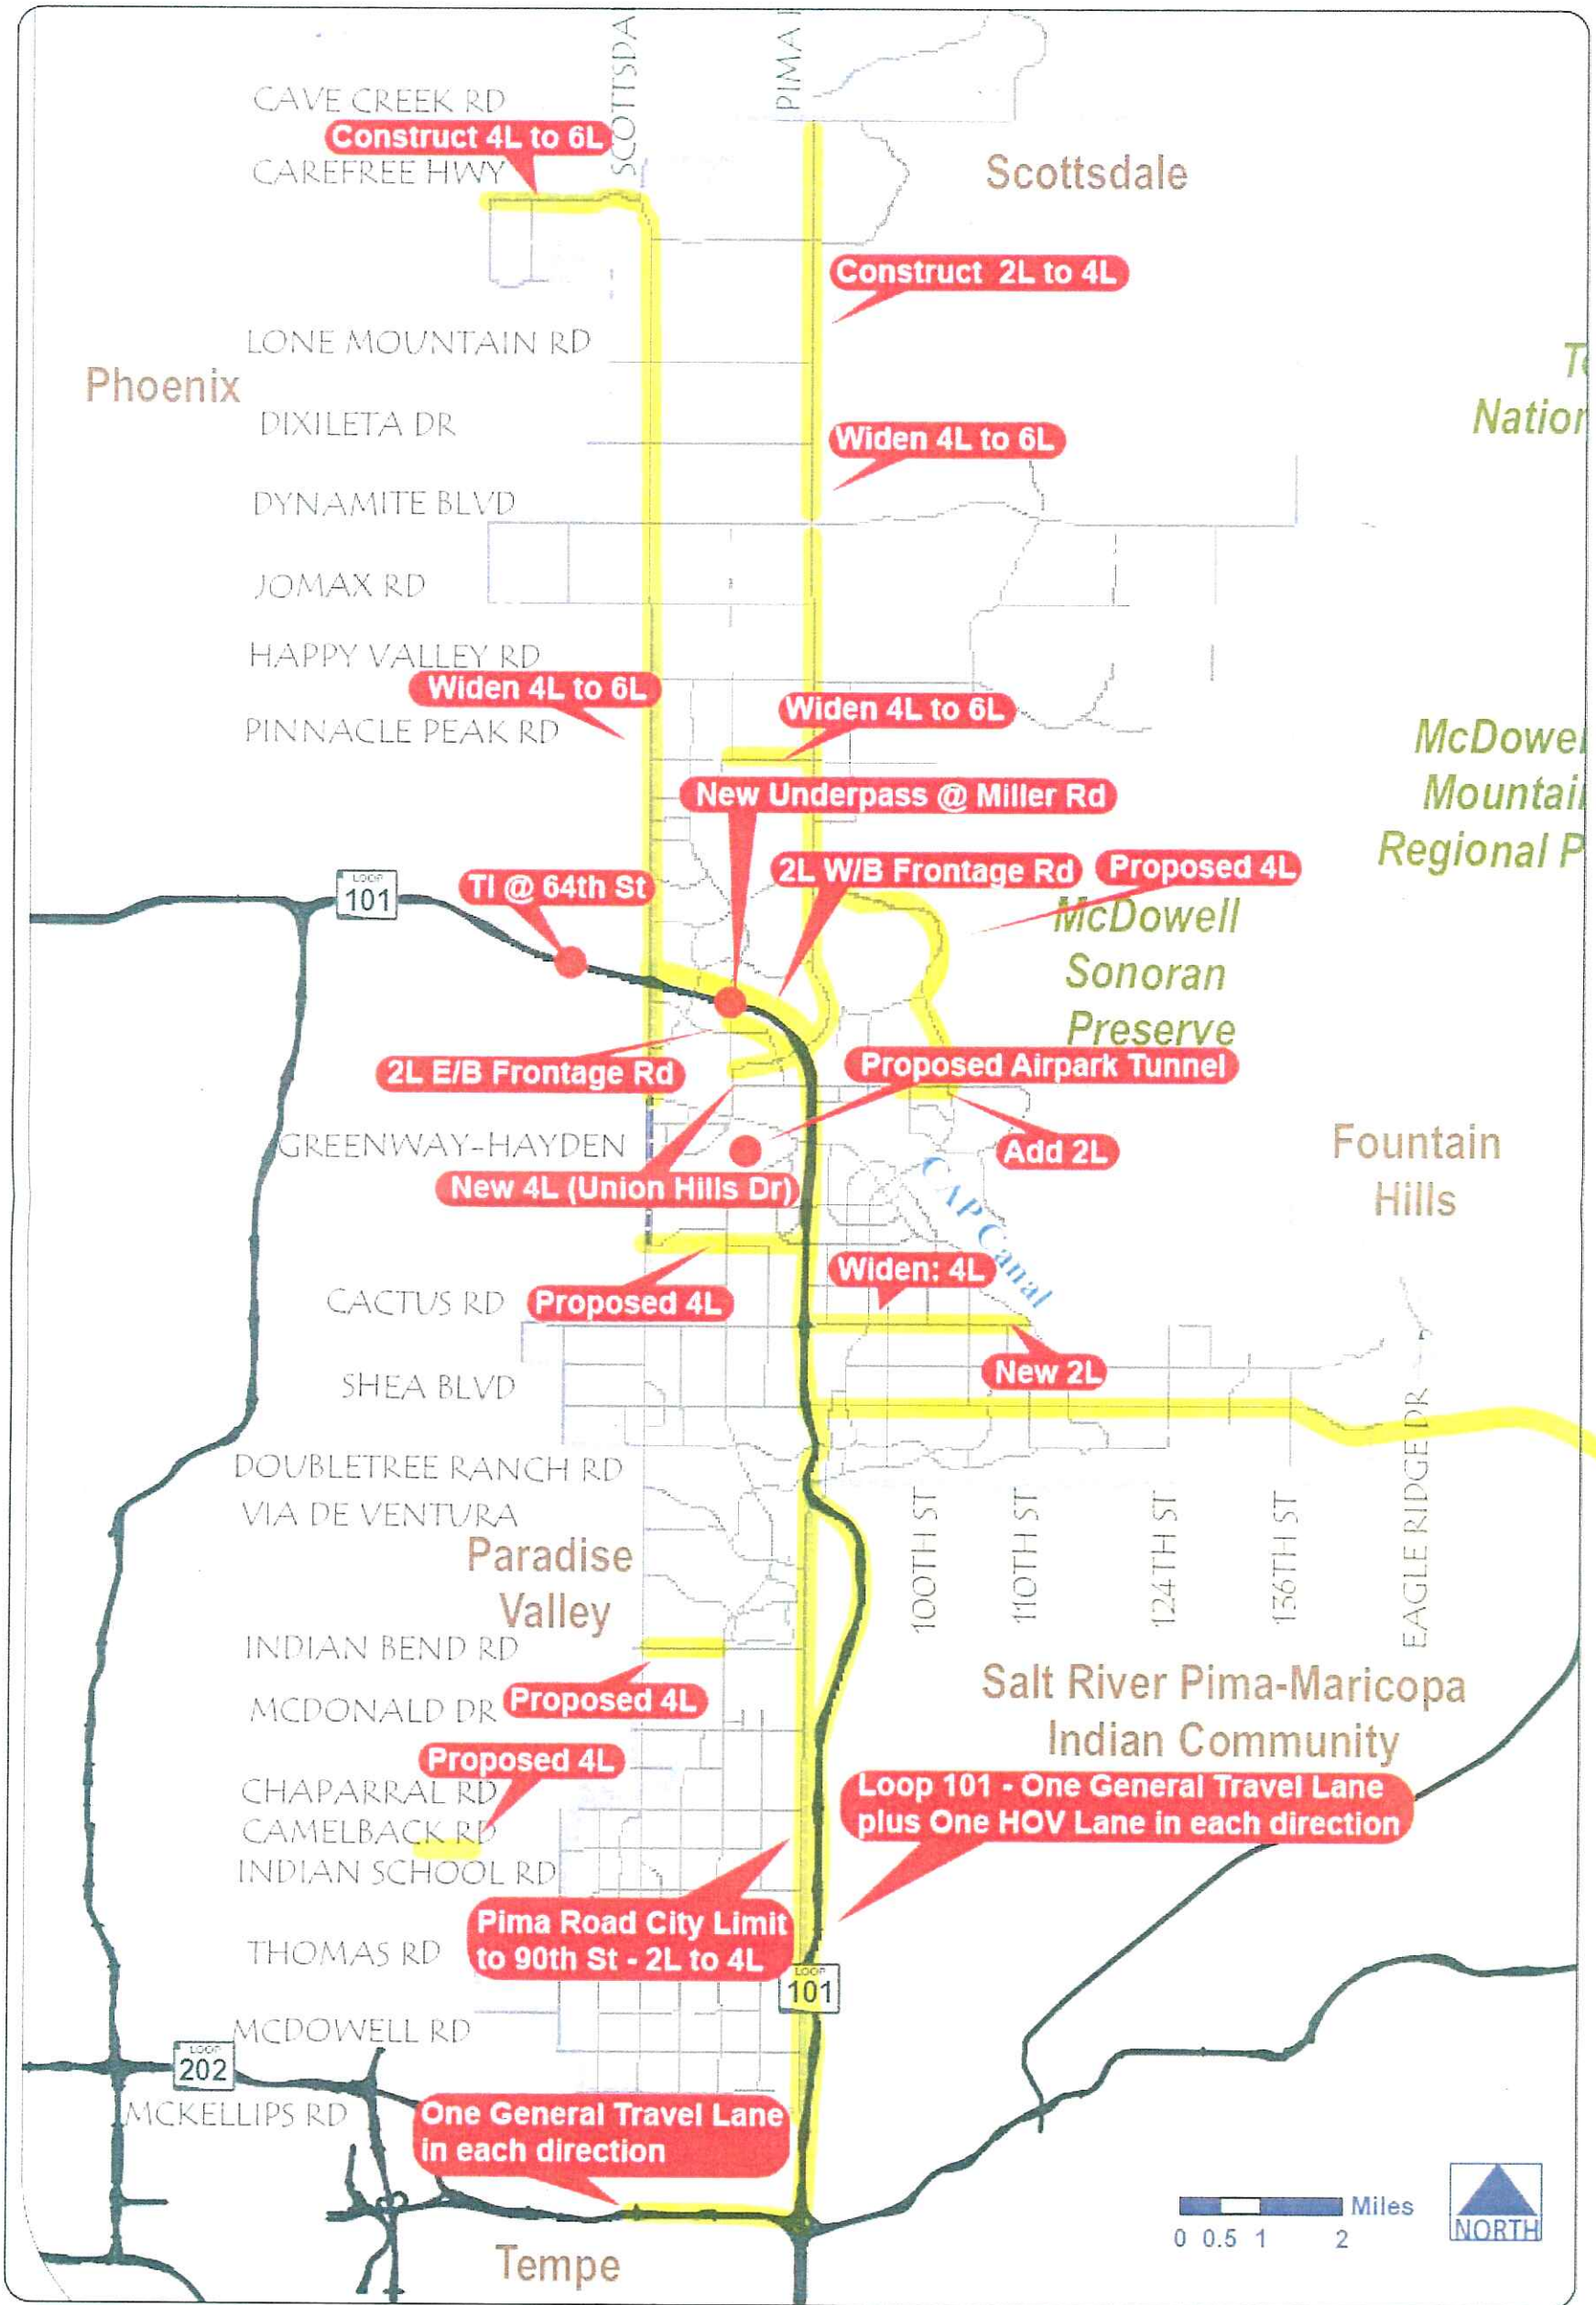 SCOTTSDA
PIMA
CAVE CREEK RD
Construct 4L to 6L
CAREFREE HWY
Scottsdale
Construct 2L to 4L
LONE MOUNTAIN RD
Phoenix
DIXILETA DR
Nation
Widen 4L to 6L
DYNAMITE BLVD
JOMAX RD
HAPPY VALLEY RD
Widen 4L to 6L
Widen 4L to 6L
PINNACLE PEAK RD
McDowel
Mountai
Regional P
New Underpass @ Miller Rd
2L W/B Frontage Rd
Proposed 4L
TI @ 64th St
LOOP
101
McDowell
Sonoran
Preserve
2L E/B Frontage Rd
Proposed Airpark Tunnel
GREENWAY-HAYDEN
Add 2L
Fountain
Hills
New 4L (Union Hills Dr)
CAP Canal
Widen: 4L
CACTUS RD
Proposed 4L
New 2L
SHEA BLVD
DOUBLETREE RANCH RD
VIA DE VENTURA
100TH ST
110TH ST
124TH ST
136TH ST
EAGLE RIDGE DR
Paradise
Valley
INDIAN BEND RD
Salt River Pima-Maricopa
Indian Community
MCDONALD DR
Proposed 4L
Proposed 4L
CHAPARRAL RD
CAMELBACK RD
INDIAN SCHOOL RD
Loop 101 - One General Travel Lane
plus One HOV Lane in each direction
Pima Road City Limit
to 90th St - 2L to 4L
THOMAS RD
LOOP
101
MCDOWELL RD
LOOP
202
MCKELLIPS RD
One General Travel Lane
in each direction
Tempe
Miles
0 0.5 1 2
NORTH